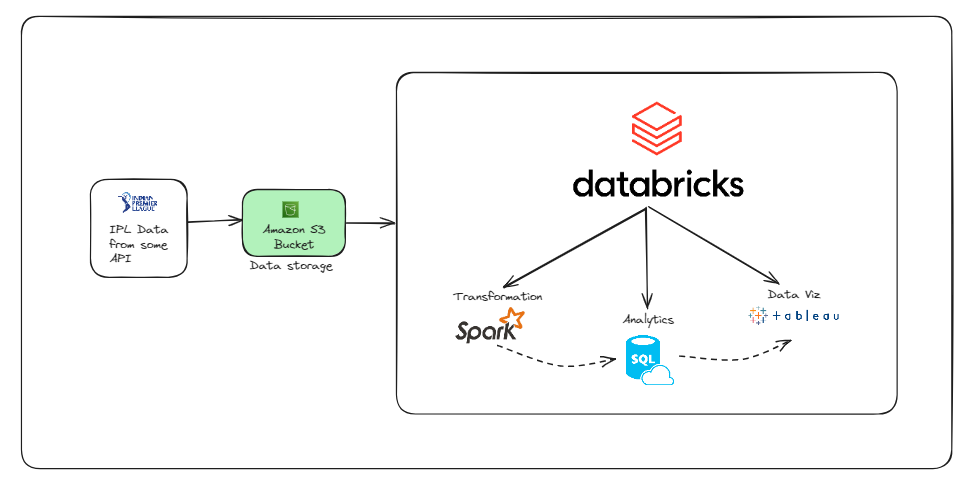 INDIAN
PREMIER
LEAGUE
IPL Data
from some
API
Amazon S3
Bucket
Data storage
databricks
Transformation
Spark
Analytics
SQL
Data Viz
+ableau